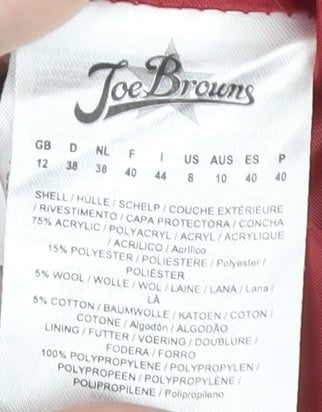 Joe Browns
GB D NL F I US AUS ES P
12 38 38 40 44 8 10 40 40
SHELL / HÜLLE / SCHELP / COUCHE EXTÉRIEURE
/ RIVESTIMENTO / CAPA PROTECTORA / CONCHA
75% ACRYLIC / POLYACRYL / ACRYL / ACRYLIQUE
/ ACRILICO / Acrílico
15% POLYESTER / POLIESTERE / Polyester /
POLIÉSTER
5% WOOL / WOLLE / WOL / LAINE / LANA / Lana /
LÃ
5% COTTON / BAUMWOLLE / KATOEN / COTON /
COTONE / Algodón / ALGODÃO
LINING / FUTTER / VOERING / DOUBLURE /
FODERA / FORRO
100% POLYPROPYLENE / POLYPROPYLEN /
POLYPROPEEN / POLYPROPYLÈNE /
POLIPROPILENE / Polipropileno